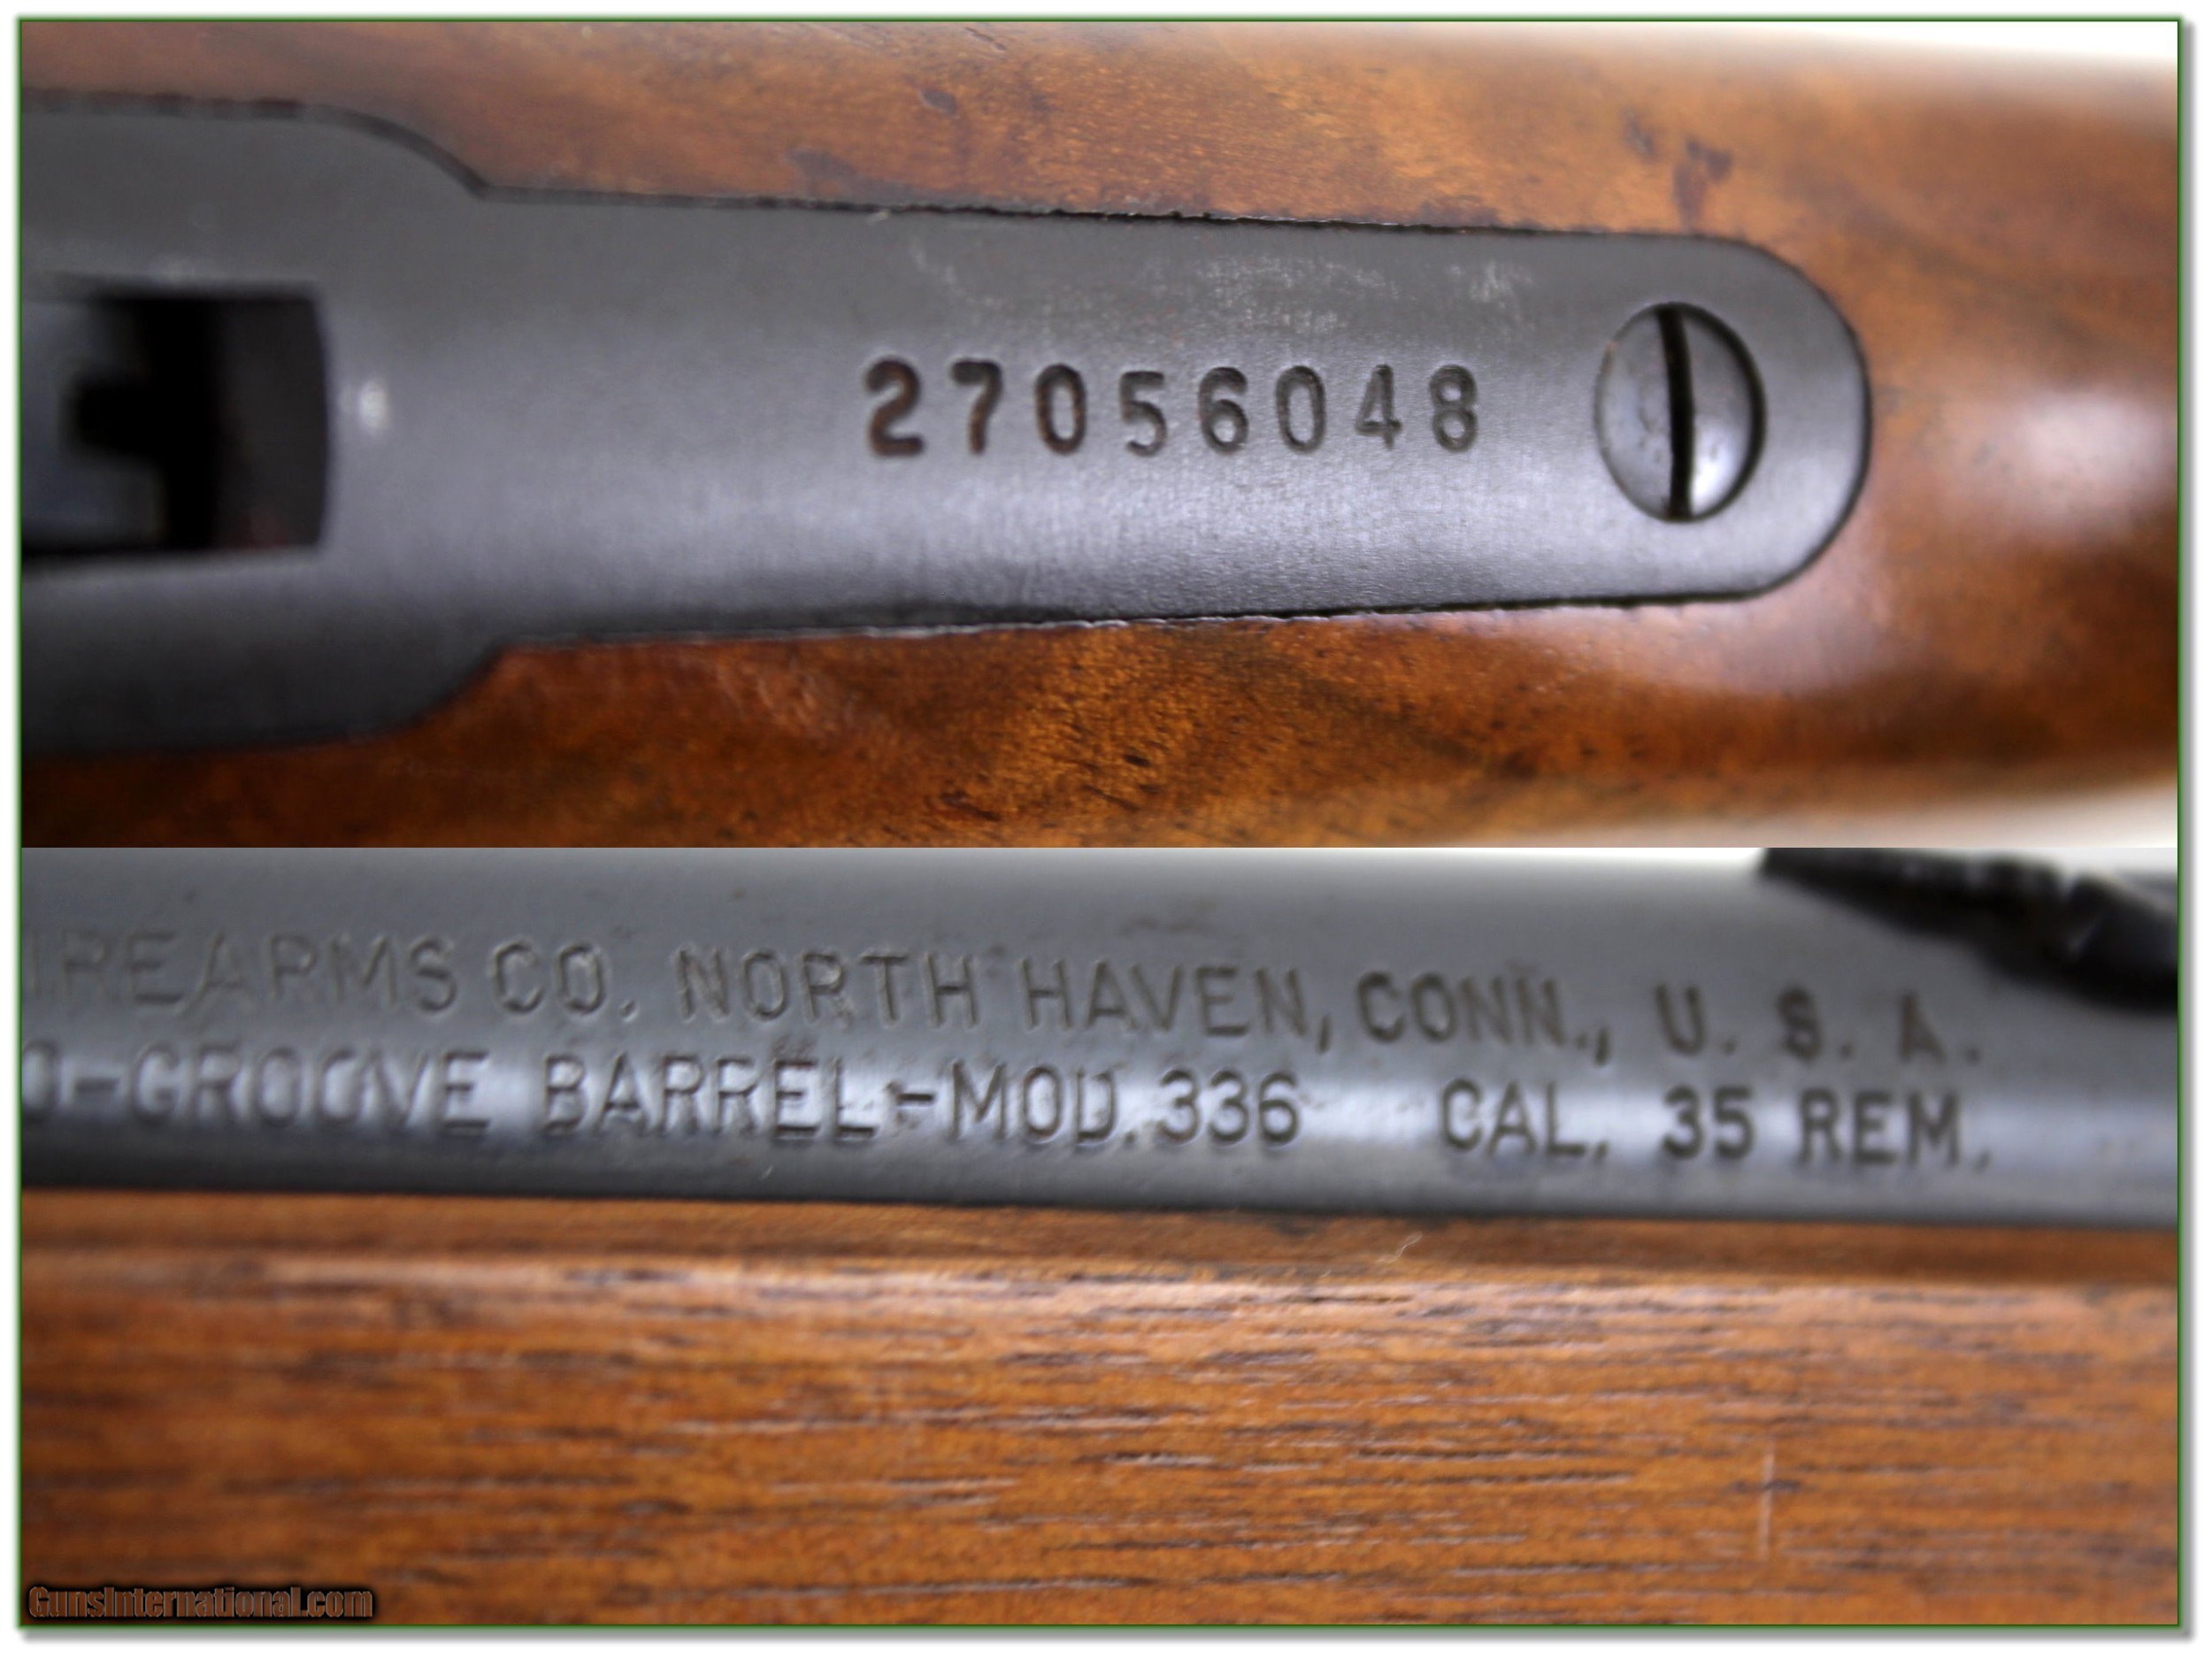 27056048
IREARMS CO. NORTH HAVEN, CONN., U. S. A.
O-GROOVE BARREL--MOD. 336 CAL. 35 REM.
GunsInternational.com